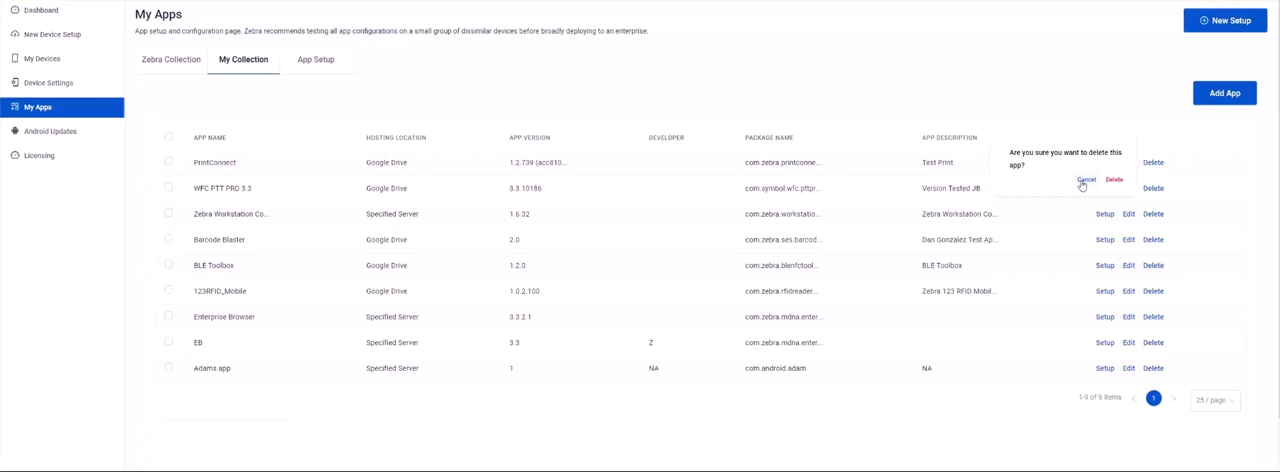 Dashboard
New Device Setup
My Devices
Device Settings
My Apps
Android Updates
Licensing
My Apps
App setup and configuration page. Zebra recommends testing all app configurations on a small group of dissimilar devices before broadly deploying to an enterprise.
New Setup
Zebra Collection My Collection App Setup
Add App
APP NAME HOSTING LOCATION APP VERSION DEVELOPER PACKAGE NAME APP DESCRIPTION
PrintConnect Google Drive 1.2.739 (acc810... com.zebra.printconne... Test Print Delete
WFC PTT PRO 3.3 Google Drive 3.3.10186 com.symbol.wfc.pttpr... Version Tested JB Delete
Are you sure you want to delete this
app?
Cancel Delete
Zebra Workstation Co... Specified Server 1.6.32 com.zebra.workstatio... Zebra Workstation Co... Setup Edit Delete
Barcode Blaster Google Drive 2.0 com.zebra.ses.barcod... Dan Gonzalez Test Ap... Setup Edit Delete
BLE Toolbox Google Drive 1.2.0 com.zebra.blenfctool... BLE Toolbox Setup Edit Delete
123RFID_Mobile Google Drive 1.0.2.100 com.zebra.rfidreader... Zebra 123 RFID Mobil... Setup Edit Delete
Enterprise Browser Specified Server 3.3.2.1 com.zebra.mdna.enter... Setup Edit Delete
EB Specified Server 3.3 Z com.zebra.mdna.enter... Setup Edit Delete
Adams app Specified Server 1 NA com.android.adam NA Setup Edit Delete
1-9 of 9 items < 1 > 25 / page